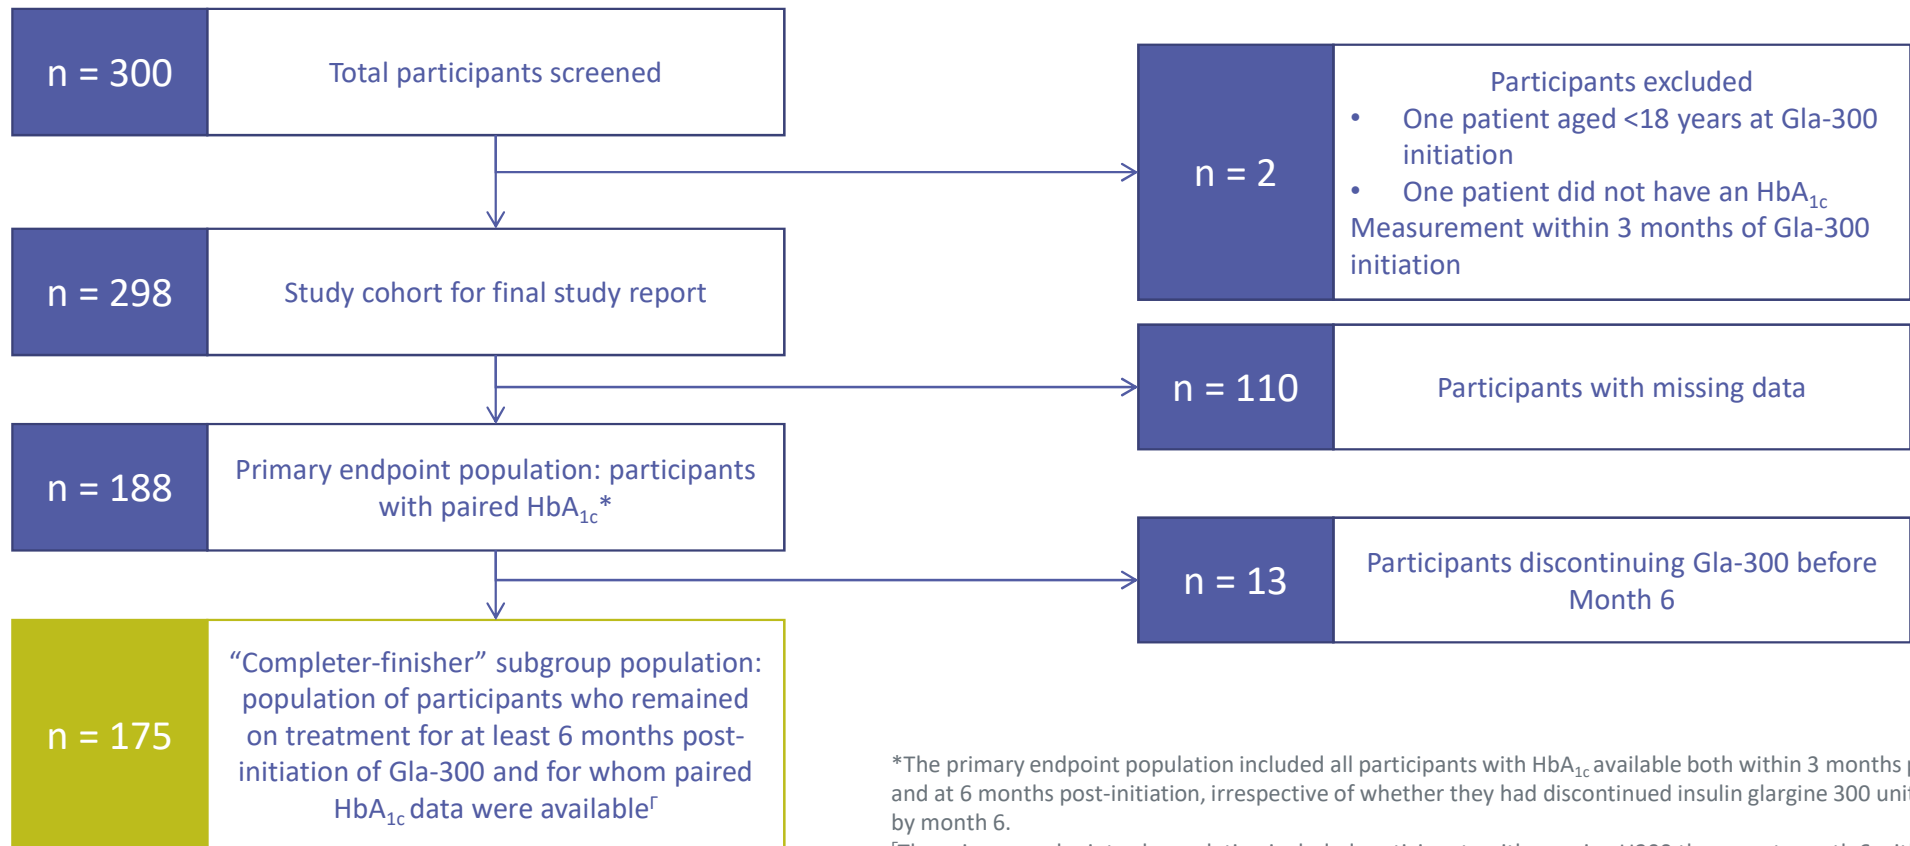 n = 300
Total participants screened
n = 2
Participants excluded
• One patient aged <18 years at Gla-300
initiation
• One patient did not have an HbA1c
Measurement within 3 months of Gla-300
initiation
n = 298
Study cohort for final study report
n = 110
Participants with missing data
n = 188
Primary endpoint population: participants
with paired HbA1c*
n = 13
Participants discontinuing Gla-300 before
Month 6
n = 175
“Completer-finisher” subgroup population:
population of participants who remained
on treatment for at least 6 months post-
initiation of Gla-300 and for whom paired
HbA1c data were available
*The primary endpoint population included all participants with HbA1c available both within 3 months
and at 6 months post-initiation, irrespective of whether they had discontinued insulin glargine 300
by month 6.